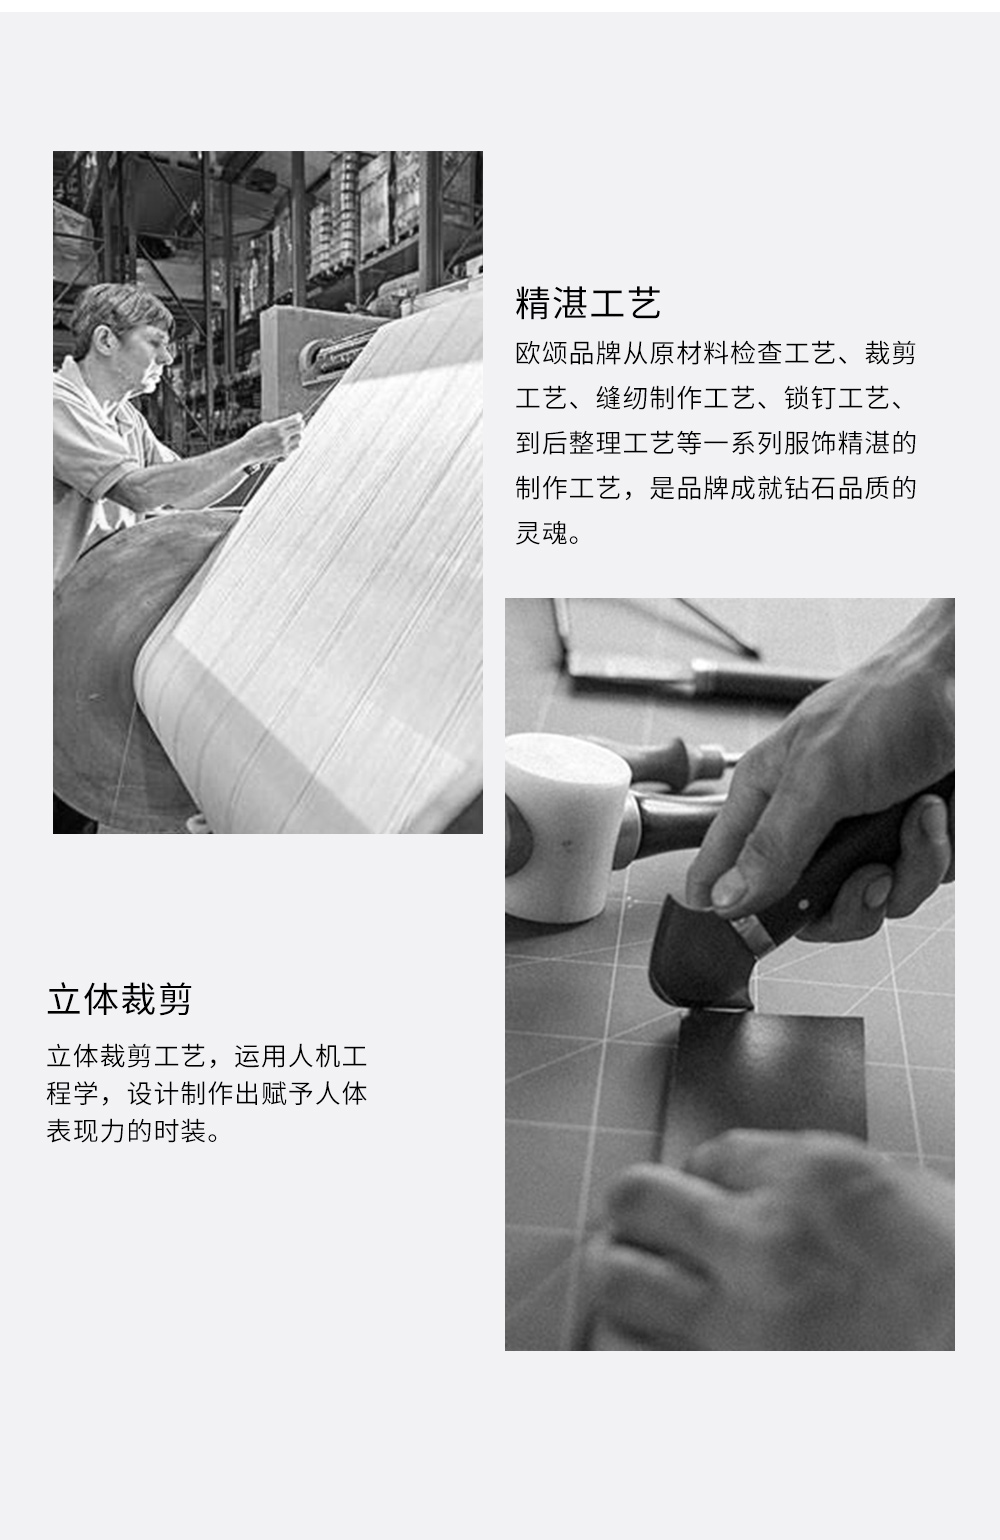 精湛工艺
欧颂品牌从原材料检查工艺、裁剪
工艺、缝纫制作工艺、锁钉工艺、
到后整理工艺等一系列服饰精湛的
制作工艺，是品牌成就钻石品质的
灵魂。
立体裁剪
立体裁剪工艺，运用人机工
程学，设计制作出赋予人体
表现力的时装。